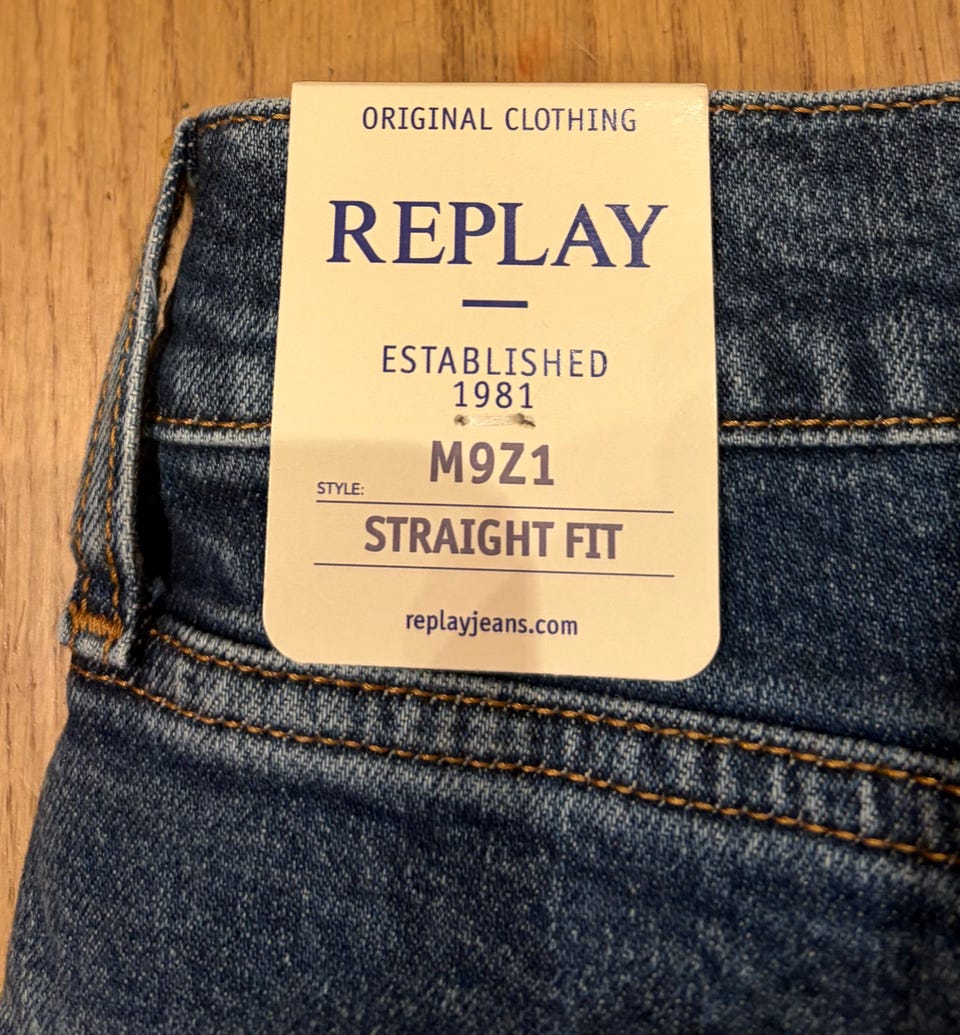 ORIGINAL CLOTHING
REPLAY
ESTABLISHED
1981
M9Z1
STYLE:
STRAIGHT FIT
replayjeans.com